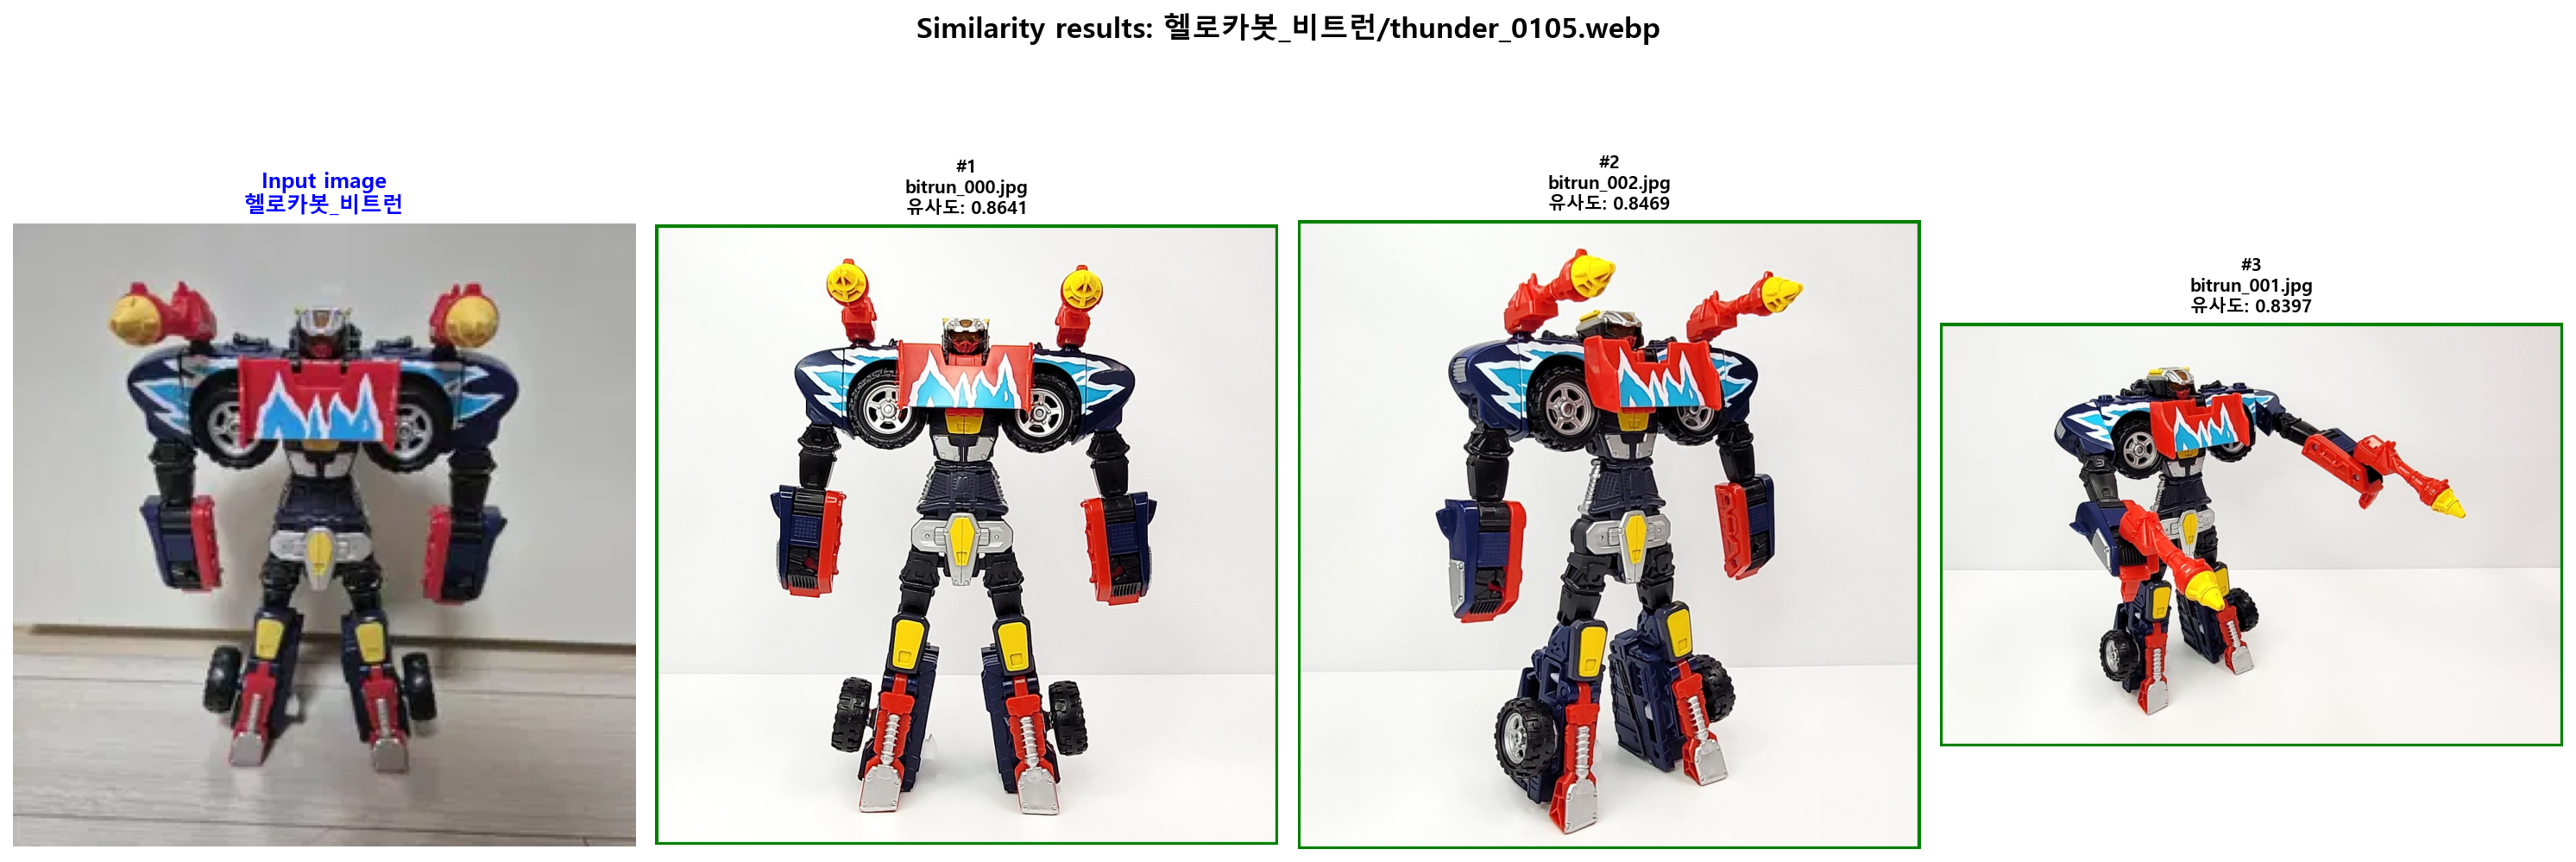 Similarity results: 헬로카봇_비트런/thunder_0105.webp
Input image
헬로카봇_비트런
#1
bitrun_000.jpg
유사도: 0.8641
#2
bitrun_002.jpg
유사도: 0.8469
#3
bitrun_001.jpg
유사도: 0.8397